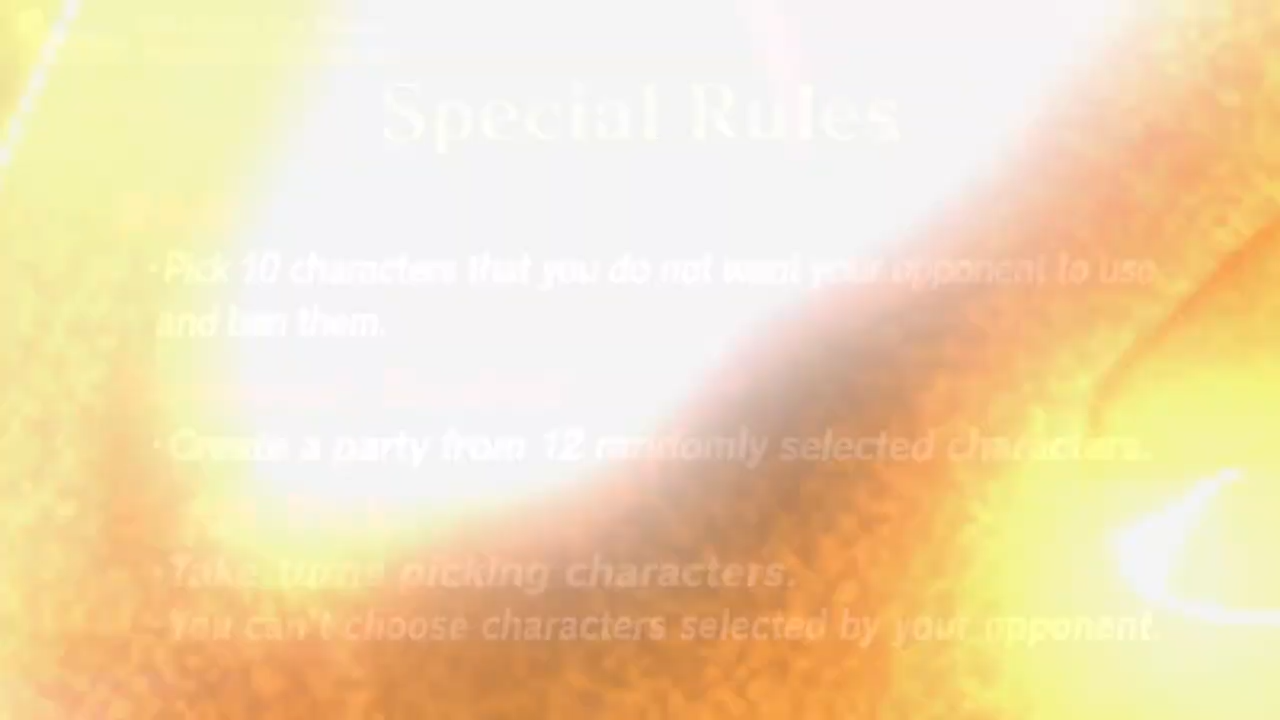 Special Rules
·Pick 10 characters that you do not want your opponent to use
and ban them.
·Create a party from 12 randomly selected characters.
·Take turns picking characters.
You can't choose characters selected by your opponent.